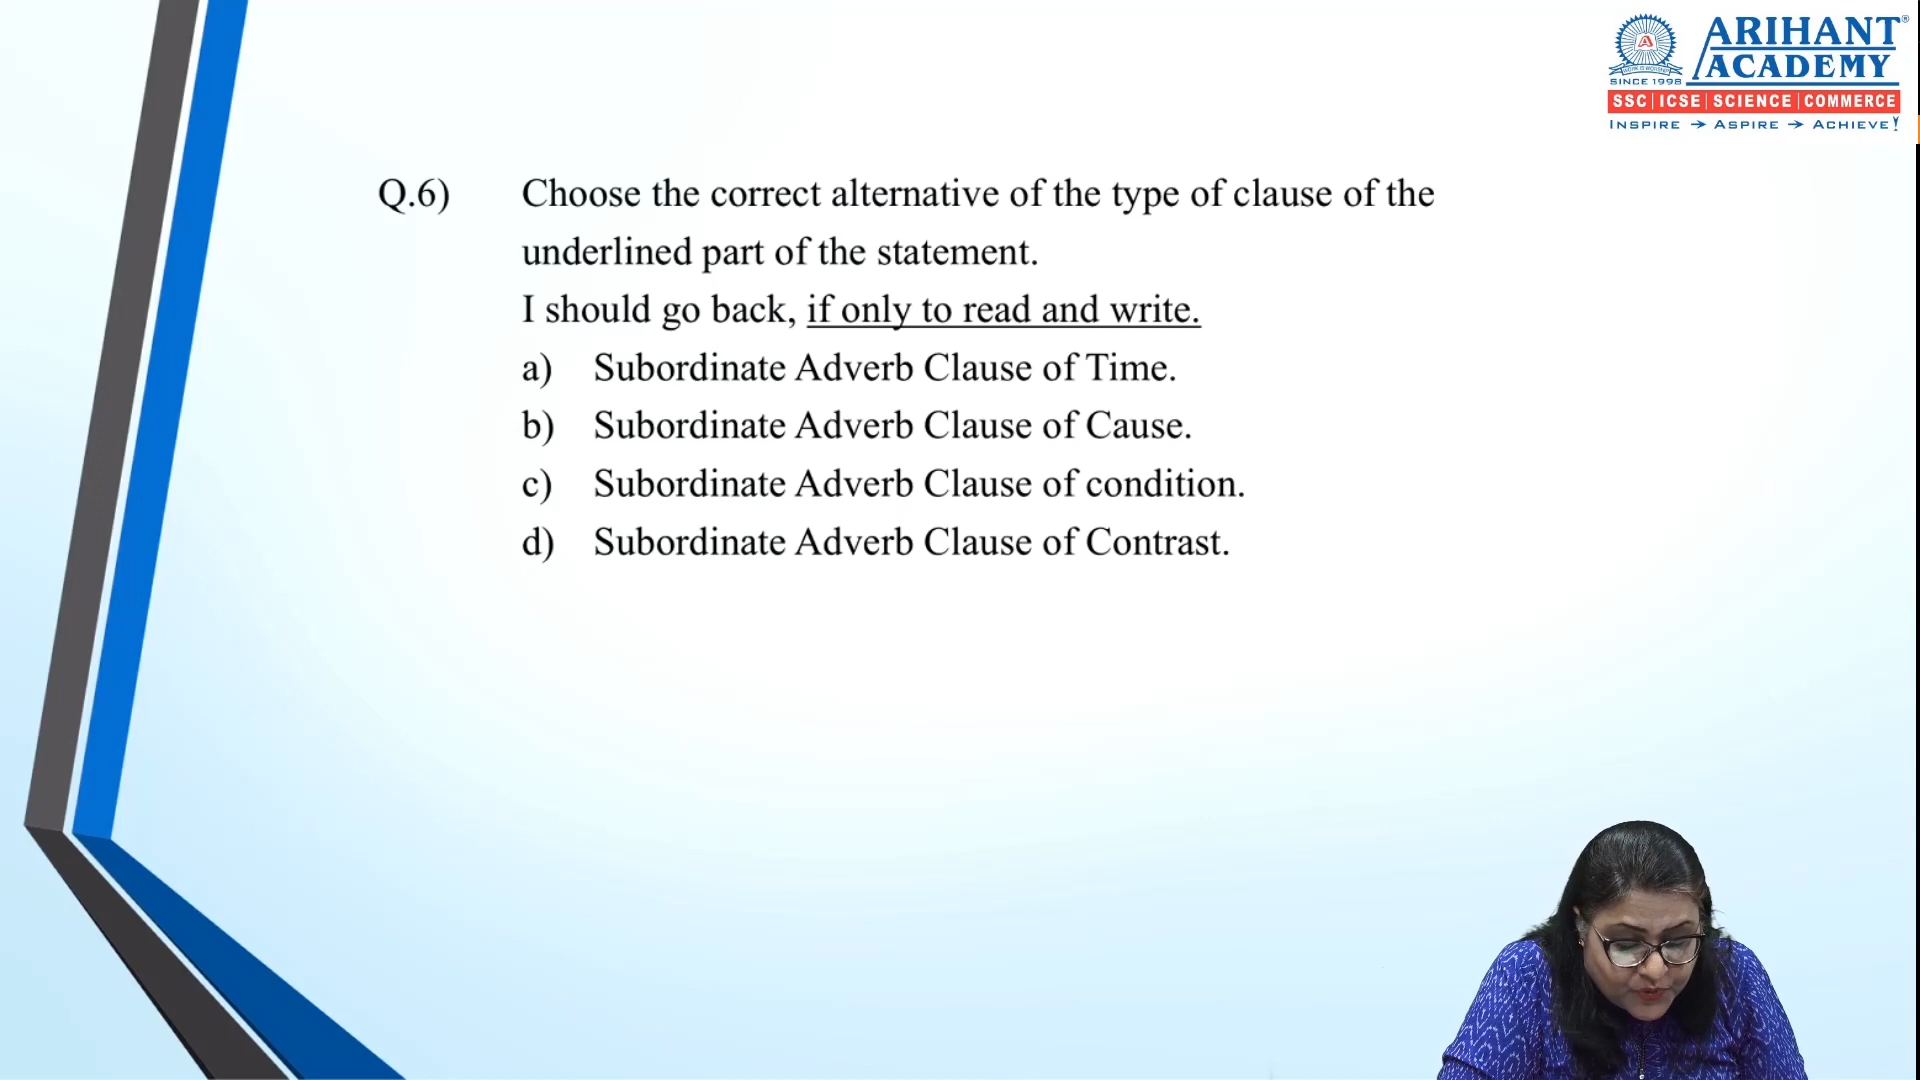 ARIHANT®
ACADEMY
SINCE 1998
SSC | ICSE | SCIENCE | COMMERCE
INSPIRE → ASPIRE → ACHIEVE!
Q.6) Choose the correct alternative of the type of clause of the
underlined part of the statement.
I should go back, if only to read and write.
a) Subordinate Adverb Clause of Time.
b) Subordinate Adverb Clause of Cause.
c) Subordinate Adverb Clause of condition.
d) Subordinate Adverb Clause of Contrast.